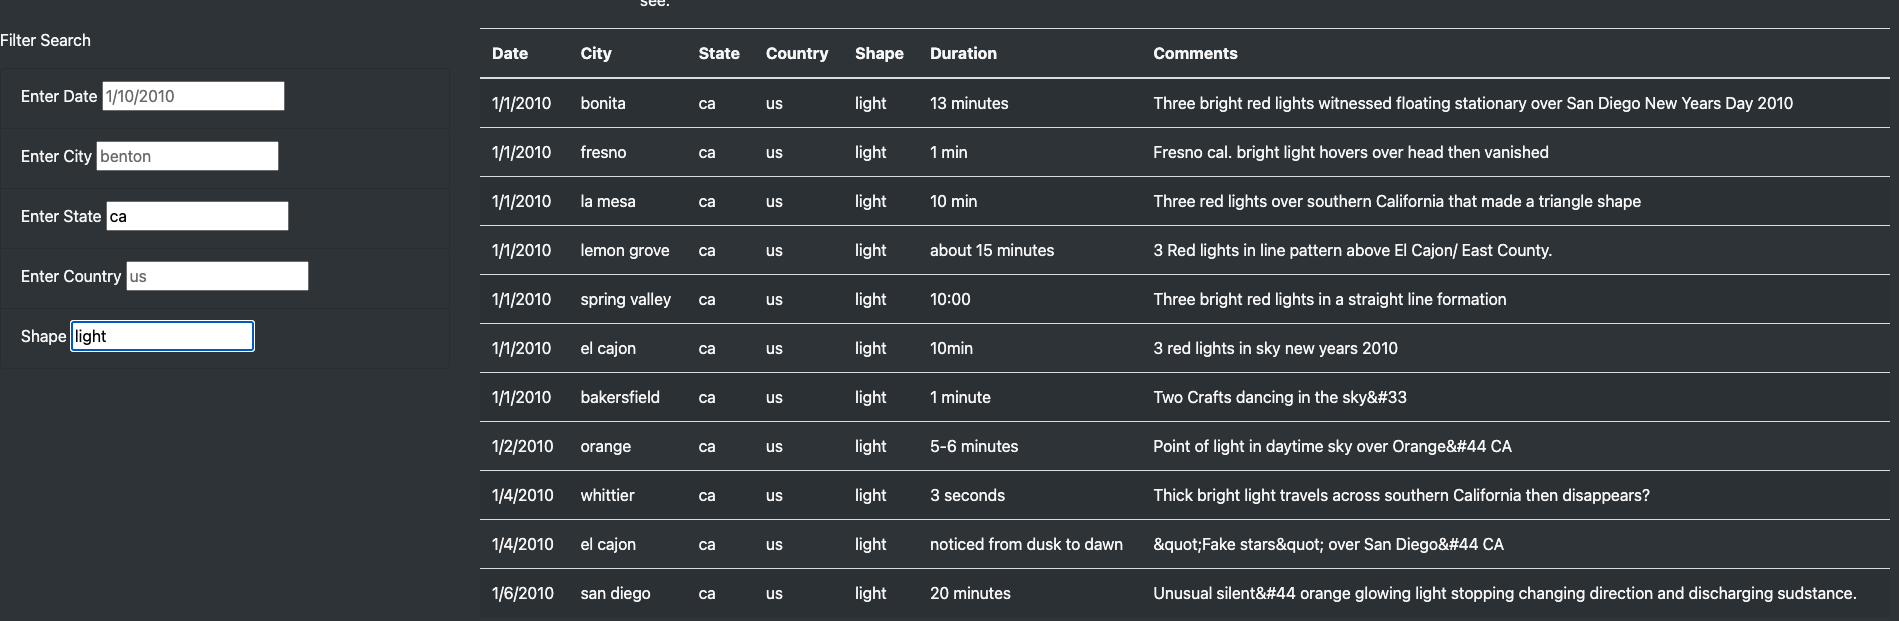 see.
Filter Search
Enter Date 1/10/2010
Enter City benton
Enter State ca
Enter Country us
Shape light
Date City State Country Shape Duration Comments
1/1/2010 bonita ca us light 13 minutes Three bright red lights witnessed floating stationary over San Diego New Years Day 2010
1/1/2010 fresno ca us light 1 min Fresno cal. bright light hovers over head then vanished
1/1/2010 la mesa ca us light 10 min Three red lights over southern California that made a triangle shape
1/1/2010 lemon grove ca us light about 15 minutes 3 Red lights in line pattern above El Cajon/ East County.
1/1/2010 spring valley ca us light 10:00 Three bright red lights in a straight line formation
1/1/2010 el cajon ca us light 10min 3 red lights in sky new years 2010
1/1/2010 bakersfield ca us light 1 minute Two Crafts dancing in the sky&#33
1/2/2010 orange ca us light 5-6 minutes Point of light in daytime sky over Orange&#44 CA
1/4/2010 whittier ca us light 3 seconds Thick bright light travels across southern California then disappears?
1/4/2010 el cajon ca us light noticed from dusk to dawn &quot;Fake stars&quot; over San Diego&#44 CA
1/6/2010 san diego ca us light 20 minutes Unusual silent&#44 orange glowing light stopping changing direction and discharging sudstance.